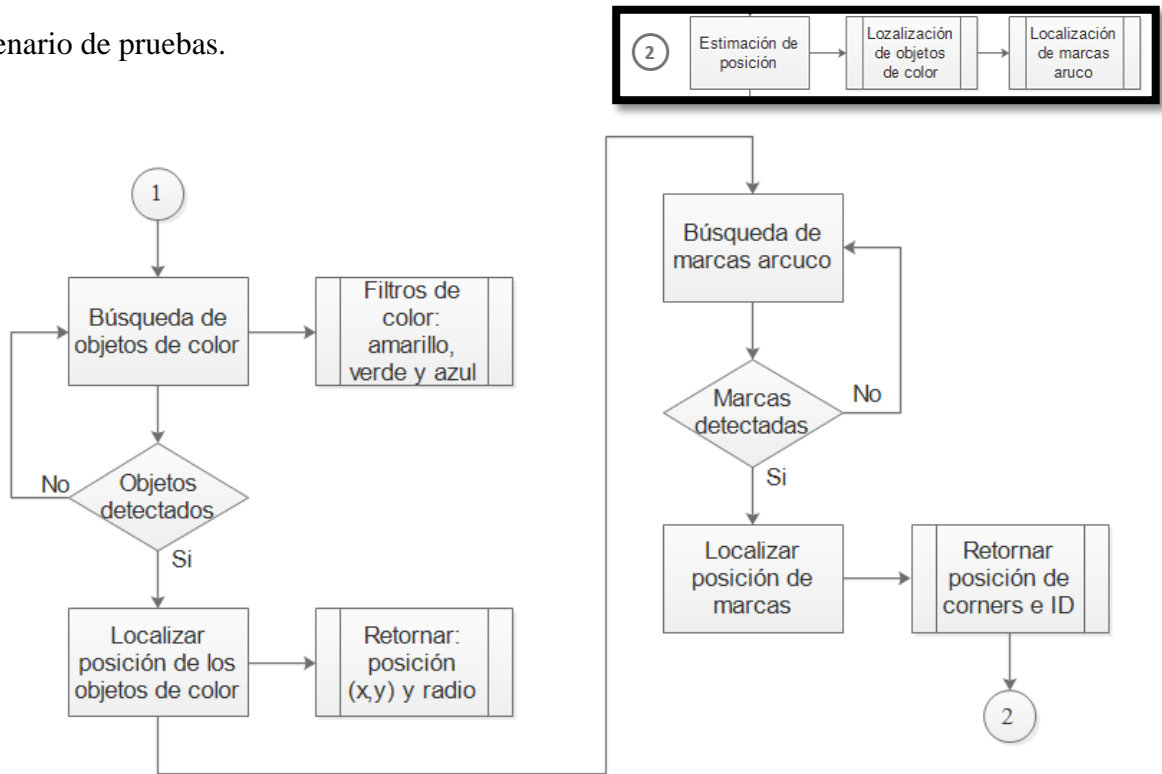 enario de pruebas.
2
Estimación de
posición
Lozalización
de objetos
de color
Localización
de marcas
aruco
1
Búsqueda de
objetos de color
Filtros de
color:
amarillo,
verde y azul
No
Objetos
detectados
Si
Localizar
posición de los
objetos de color
Retornar:
posición
(x,y) y radio
Búsqueda de
marcas arcuco
Marcas
detectadas
No
Si
Localizar
posición de
marcas
Retornar
posición de
corners e ID
2